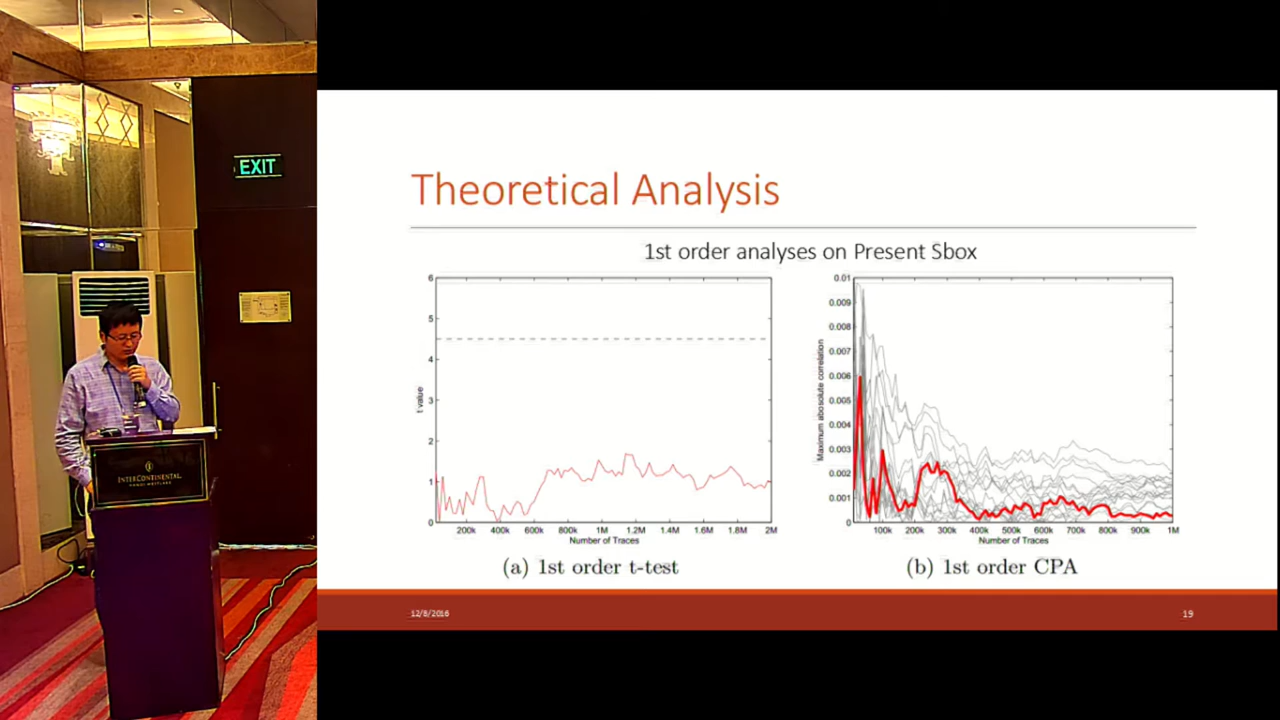 EXIT
INTERCONTINENTAL
HANOI WESTLAKE
Theoretical Analysis
1st order analyses on Present Sbox
6
5
4
3
2
1
0
t value
200k 400k 600k 800k 1M 1.2M 1.4M 1.6M 1.8M 2M
Number of Traces
(a) 1st order t-test
0.01
0.009
0.008
0.007
0.006
0.005
0.004
0.003
0.002
0.001
0
Maximum absolute correlation
100k 200k 300k 400k 500k 600k 700k 800k 900k 1M
Number of Traces
(b) 1st order CPA
12/8/2016
19